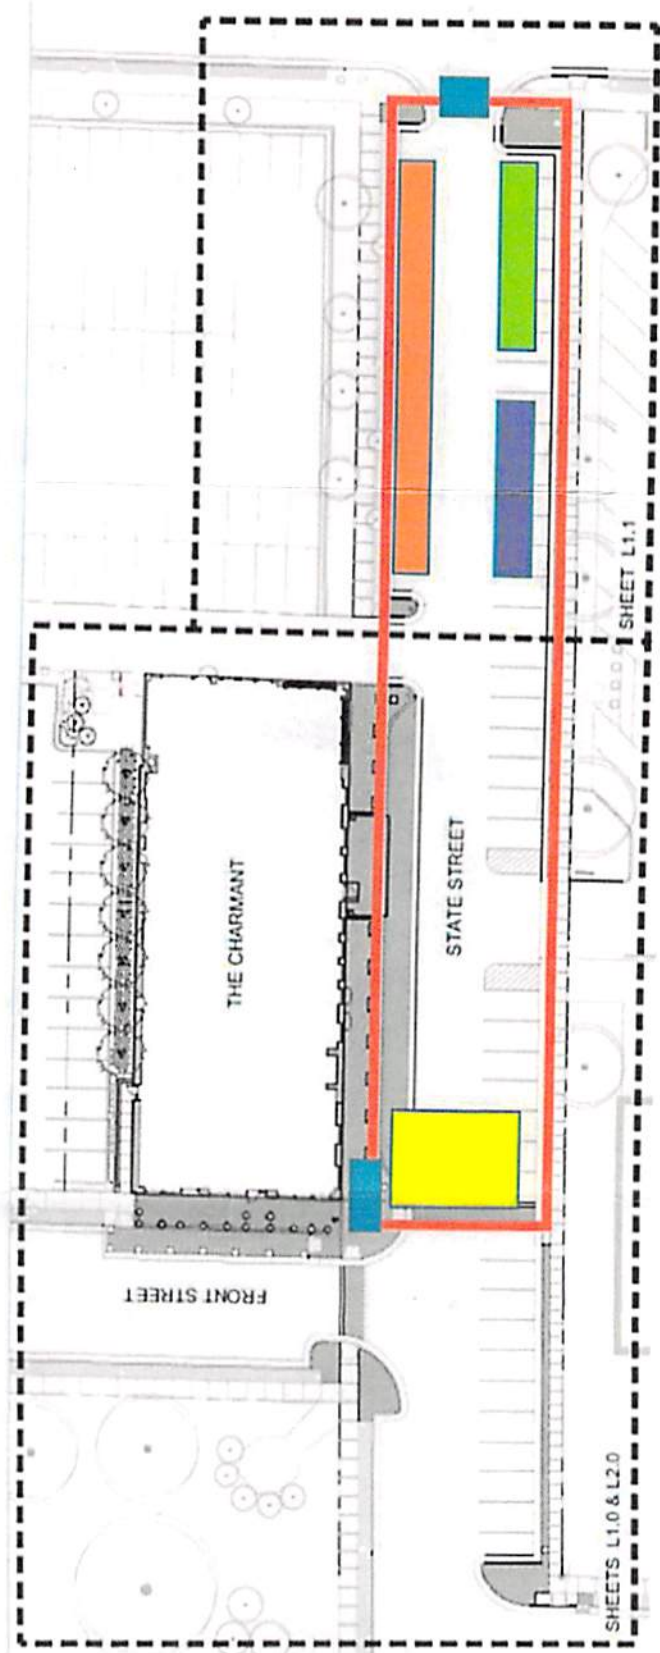 SHEET L1.1
THE CHARMANT
STATE STREET
FRONT STREET
SHEETS L1.0 & L2.0